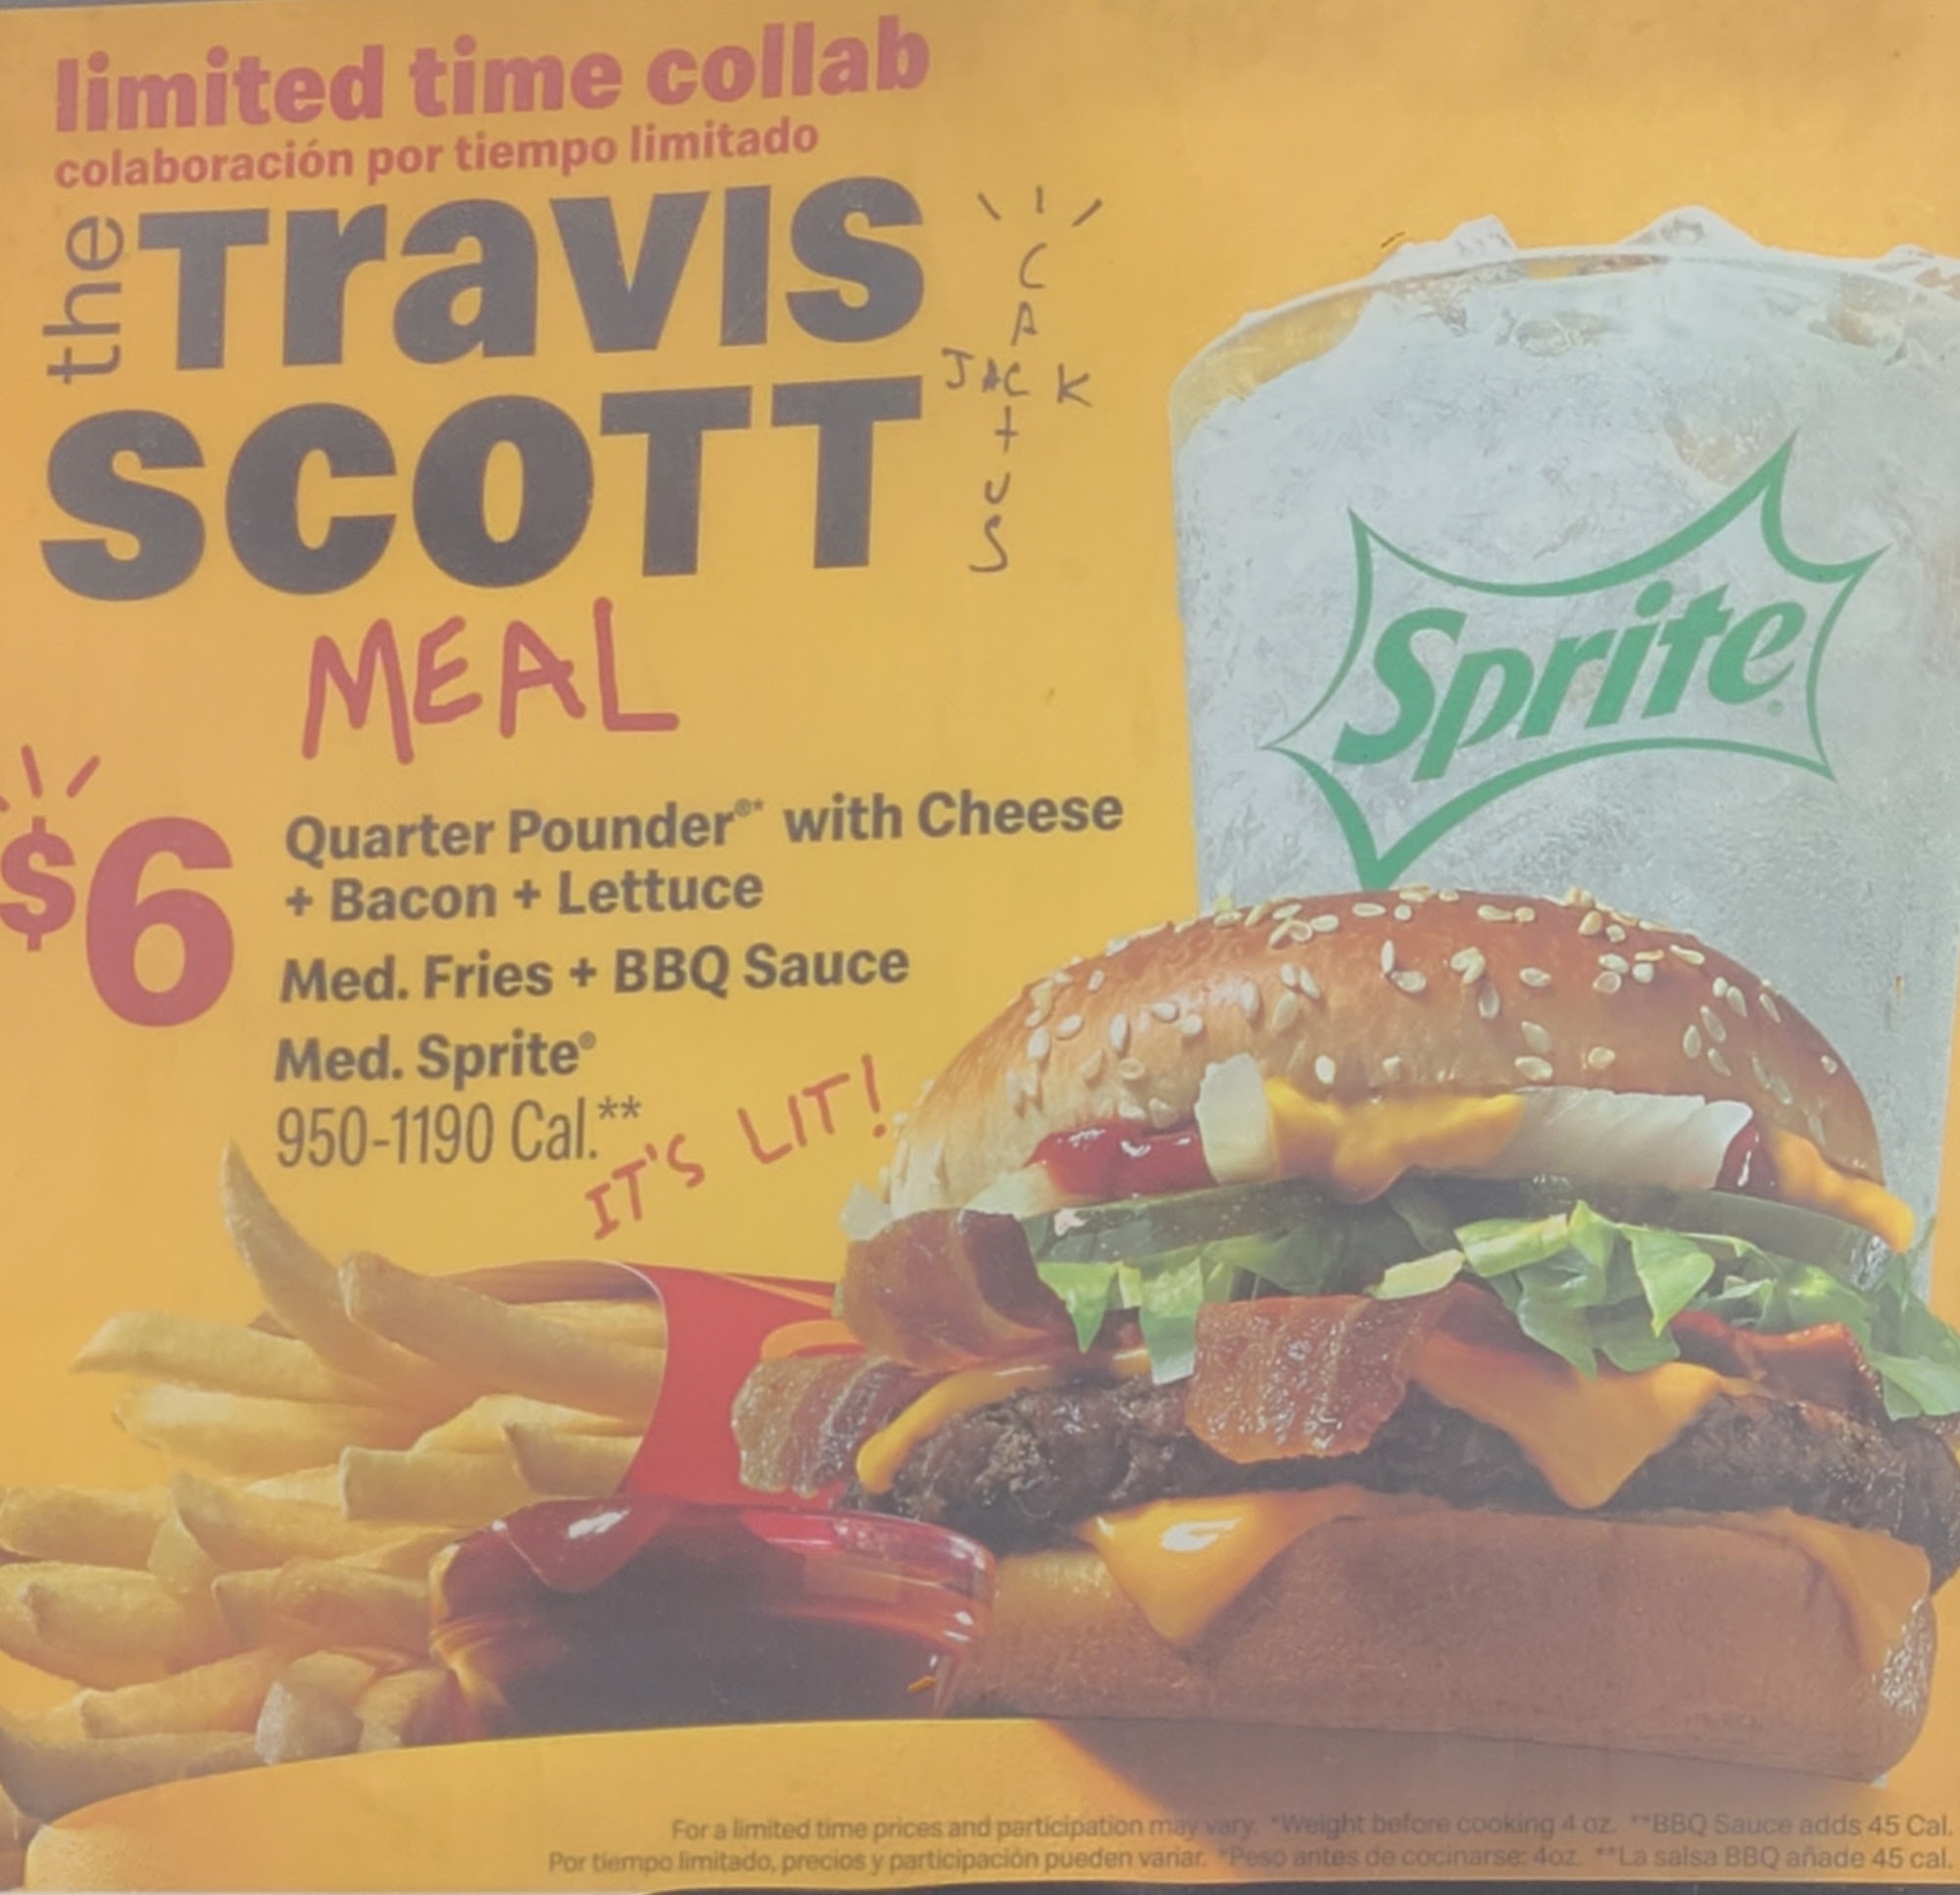 limited time collab
colaboración por tiempo limitado
the Travis
SCOTT
MEAL
C
A
JACK
T
U
S
$6
Quarter Pounder®* with Cheese
+ Bacon + Lettuce
Med. Fries + BBQ Sauce
Med. Sprite®
950-1190 Cal.**
IT'S LIT!
Sprite®
For a limited time prices and participation may vary. *Weight before cooking 4 oz. **BBQ Sauce adds 45 Cal.
Por tiempo limitado, precios y participación pueden variar. *Peso antes de cocinarse: 4oz. **La salsa BBQ añade 45 cal.